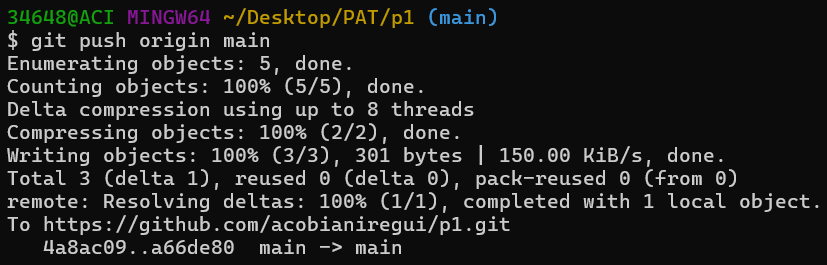 34648@ACI MINGW64 ~/Desktop/PAT/p1 (main)
$ git push origin main
Enumerating objects: 5, done.
Counting objects: 100% (5/5), done.
Delta compression using up to 8 threads
Compressing objects: 100% (2/2), done.
Writing objects: 100% (3/3), 301 bytes | 150.00 KiB/s, done.
Total 3 (delta 1), reused 0 (delta 0), pack-reused 0 (from 0)
remote: Resolving deltas: 100% (1/1), completed with 1 local object.
To https://github.com/acobianiregui/p1.git
   4a8ac09..a66de80  main -> main